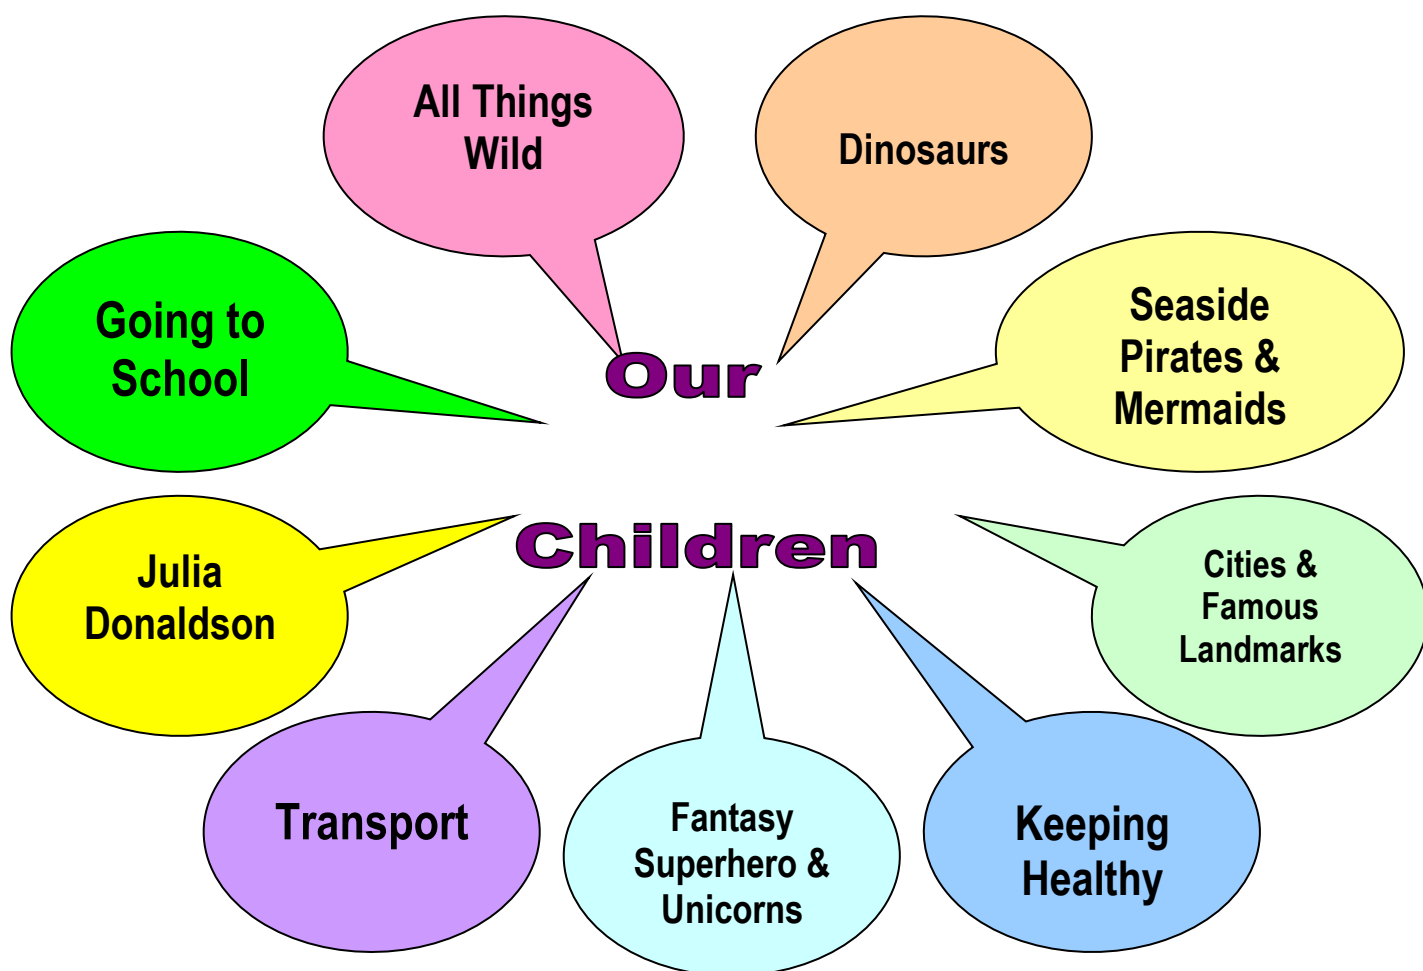 All Things
Wild
Dinosaurs
Going to
School
Seaside
Pirates &
Mermaids
Our
Children
Julia
Donaldson
Cities &
Famous
Landmarks
Transport
Fantasy
Superhero &
Unicorns
Keeping
Healthy